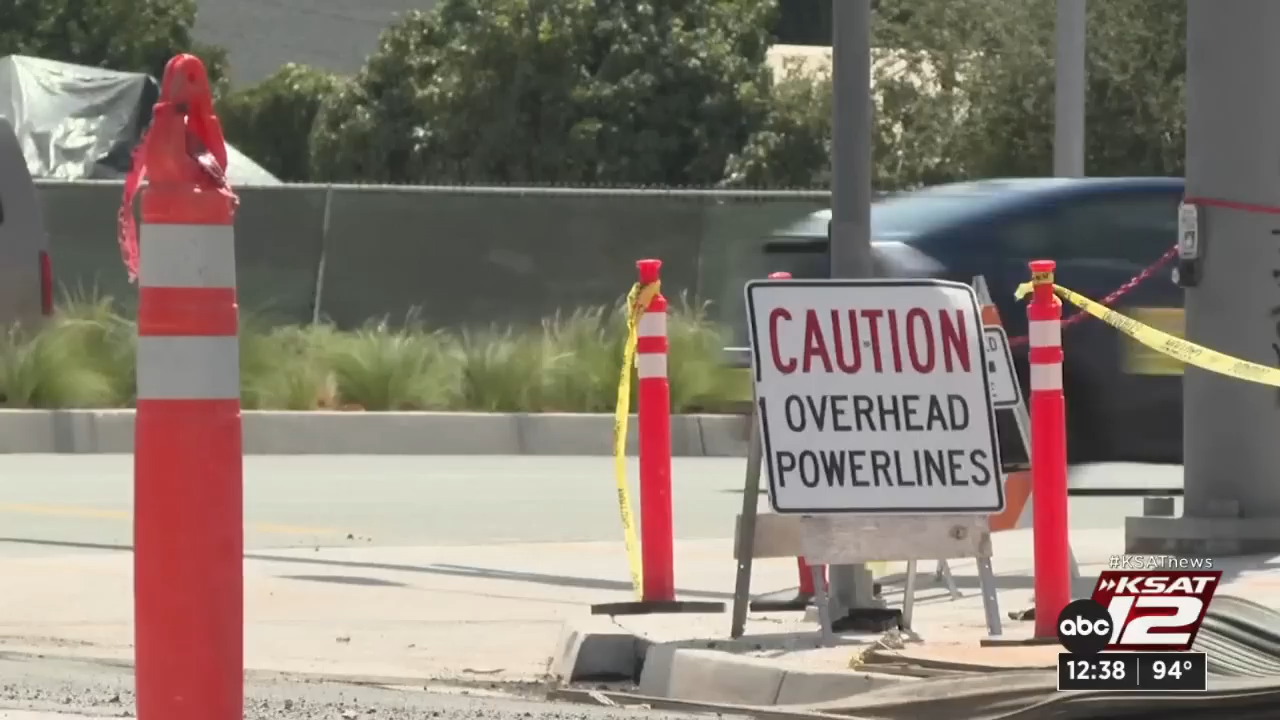 CAUTION
OVERHEAD
POWERLINES
#KSATnews
KSAT
abc 12
12:38 94°